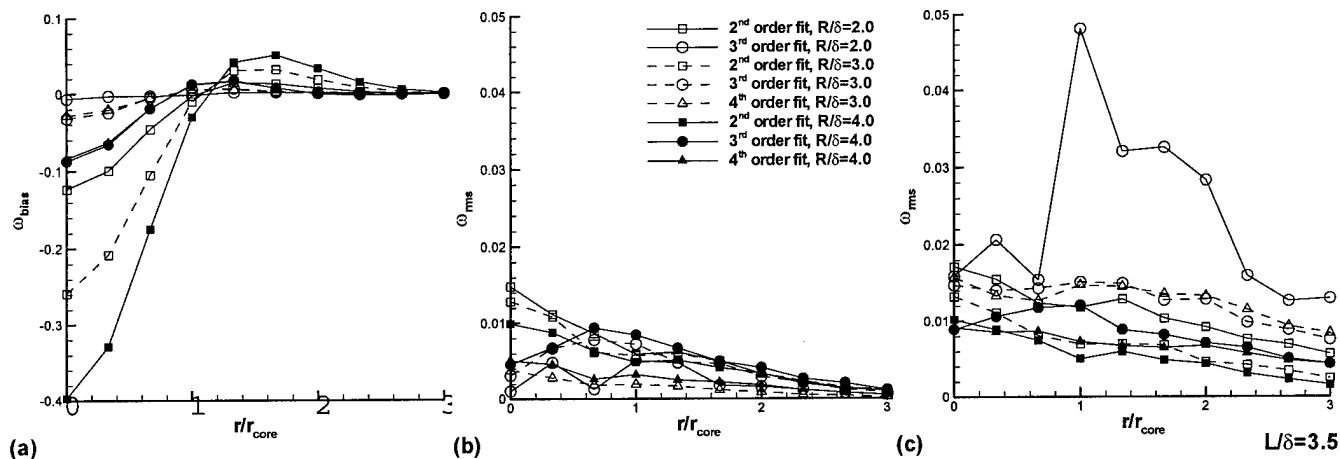 0.1
0
-0.1
-0.2
-0.3
-0.4
ω_bias
0 1 2 3
r/r_core
(a)
2nd order fit, R/δ=2.0
3rd order fit, R/δ=2.0
2nd order fit, R/δ=3.0
3rd order fit, R/δ=3.0
4th order fit, R/δ=3.0
2nd order fit, R/δ=4.0
3rd order fit, R/δ=4.0
4th order fit, R/δ=4.0
0.05
0.04
0.03
0.02
0.01
0
ω_rms
0 1 2 3
r/r_core
(b)
0.05
0.04
0.03
0.02
0.01
0
ω_rms
0 1 2 3
r/r_core
(c)
L/δ=3.5